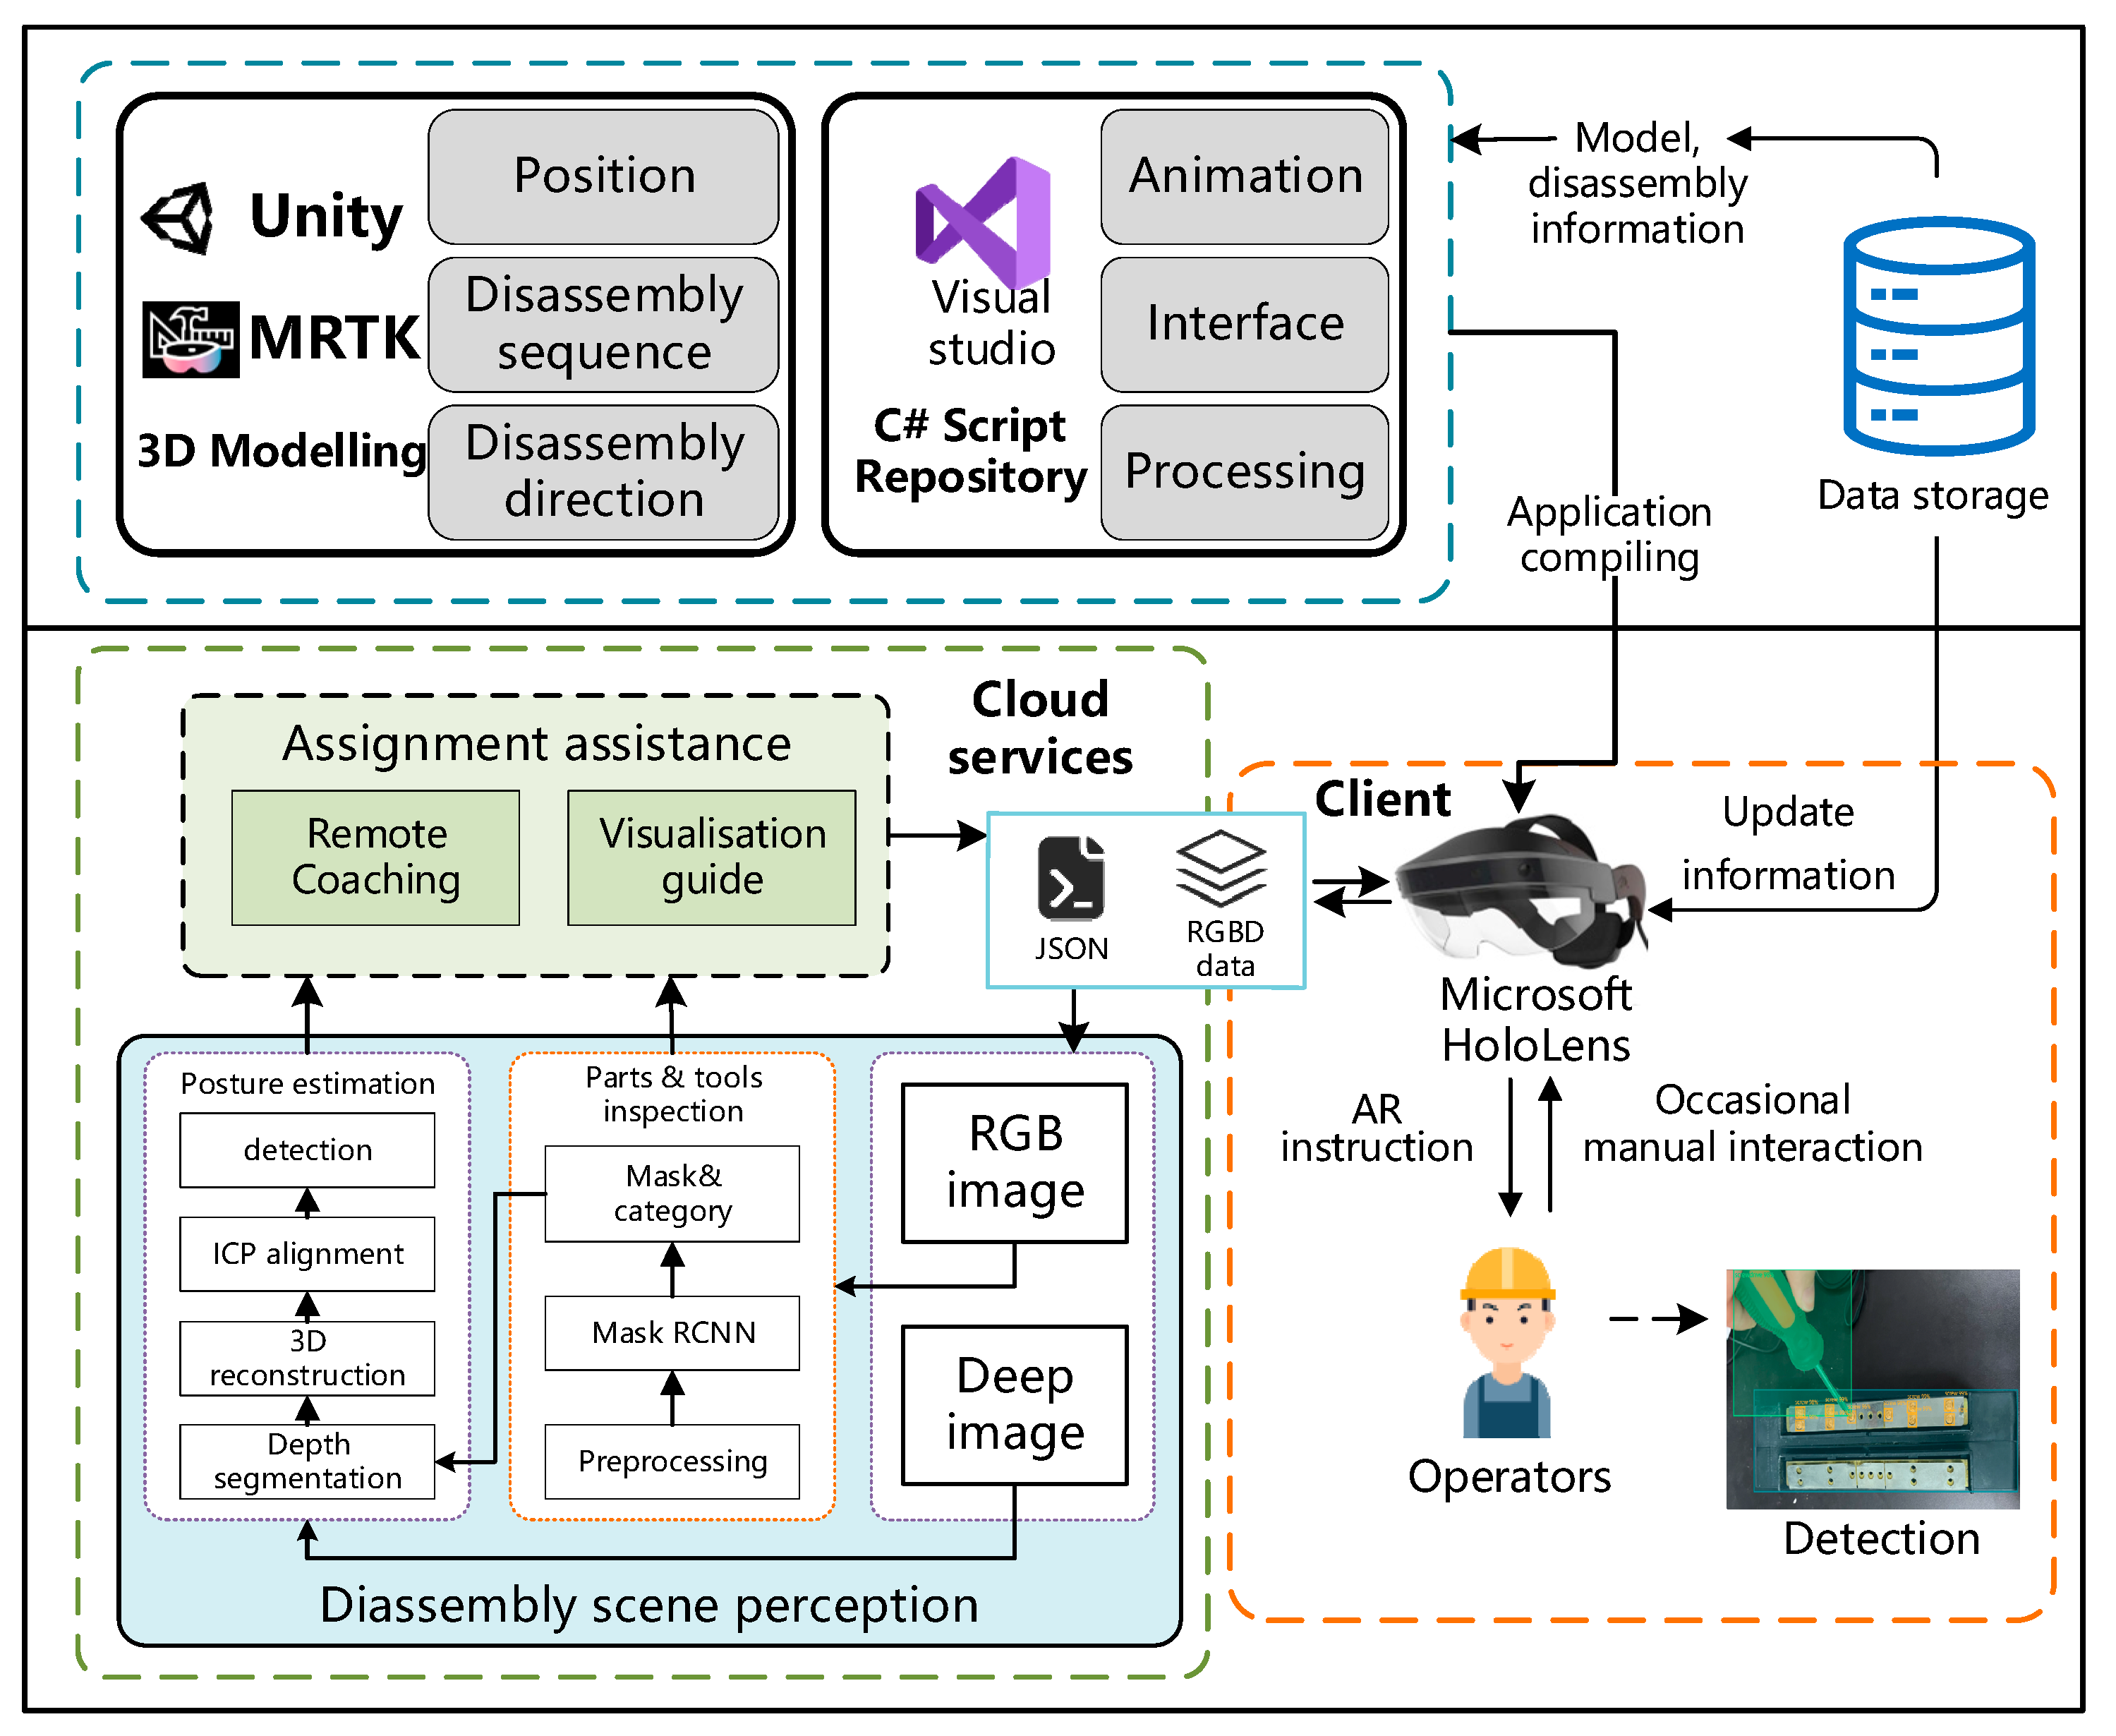 Unity
MRTK
3D Modelling
Position
Disassembly
sequence
Disassembly
direction
Visual
studio
C# Script
Repository
Animation
Interface
Processing
Model,
disassembly
information
Data storage
Application
compiling
Cloud
services
Assignment assistance
Remote
Coaching
Visualisation
guide
JSON
RGBD
data
Client
Update
information
Microsoft
HoloLens
AR
instruction
Occasional
manual interaction
Operators
Detection
Posture estimation
detection
ICP alignment
3D
reconstruction
Depth
segmentation
Parts & tools
inspection
Mask&
category
Mask RCNN
Preprocessing
RGB
image
Deep
image
Diassembly scene perception